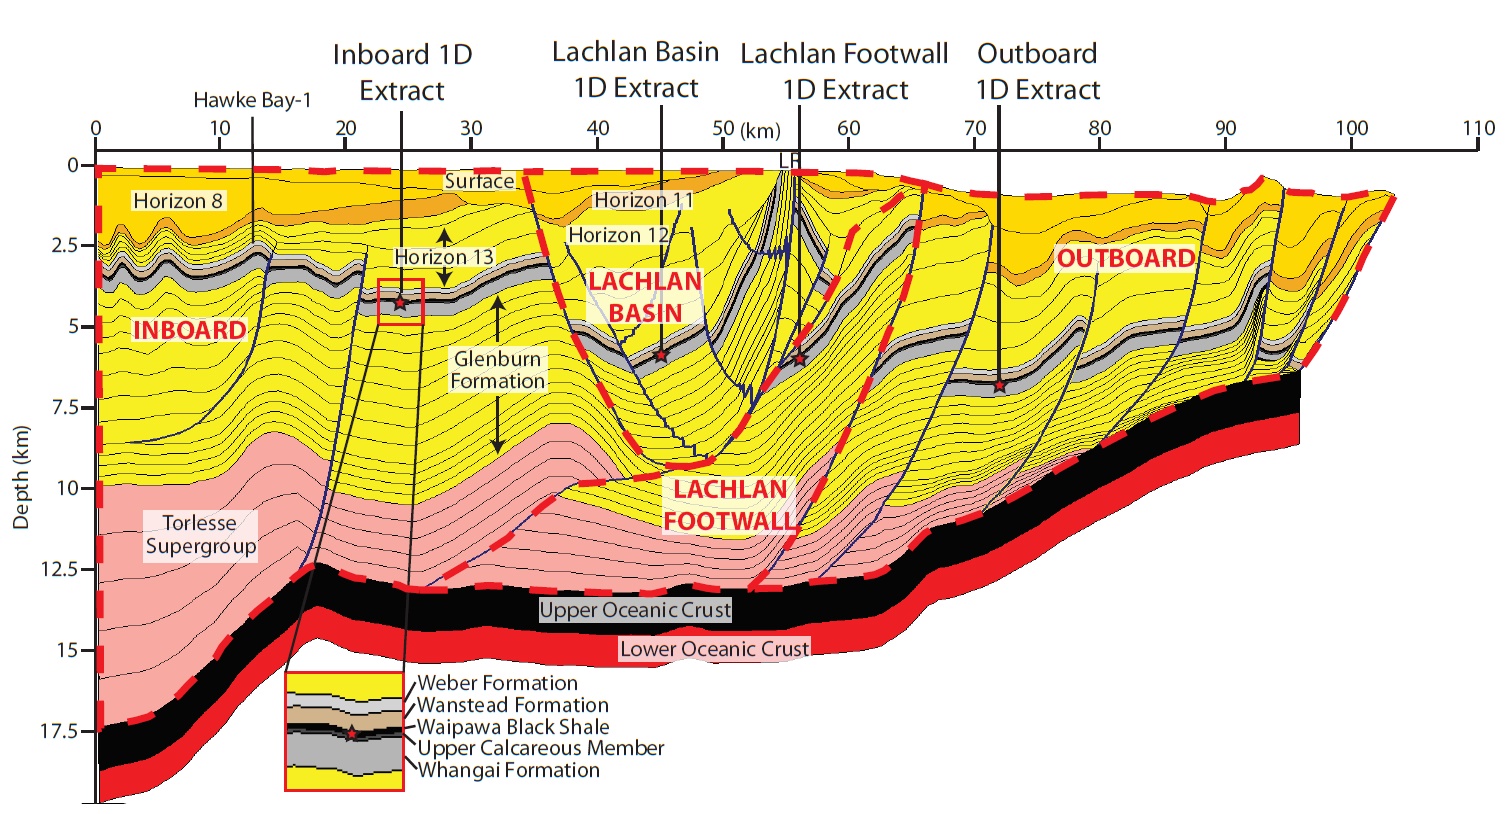 Inboard 1D
Extract
Lachlan Basin
1D Extract
Lachlan Footwall
1D Extract
Outboard
1D Extract
Hawke Bay-1
0 10 20 30 40 50 (km) 60 70 80 90 100 110
LR
0
2.5
5
7.5
10
12.5
15
17.5
Depth (km)
Surface
Horizon 8
Horizon 11
Horizon 12
Horizon 13
INBOARD
LACHLAN
BASIN
OUTBOARD
Glenburn
Formation
LACHLAN
FOOTWALL
Torlesse
Supergroup
Upper Oceanic Crust
Lower Oceanic Crust
Weber Formation
Wanstead Formation
Waipawa Black Shale
Upper Calcareous Member
Whangai Formation